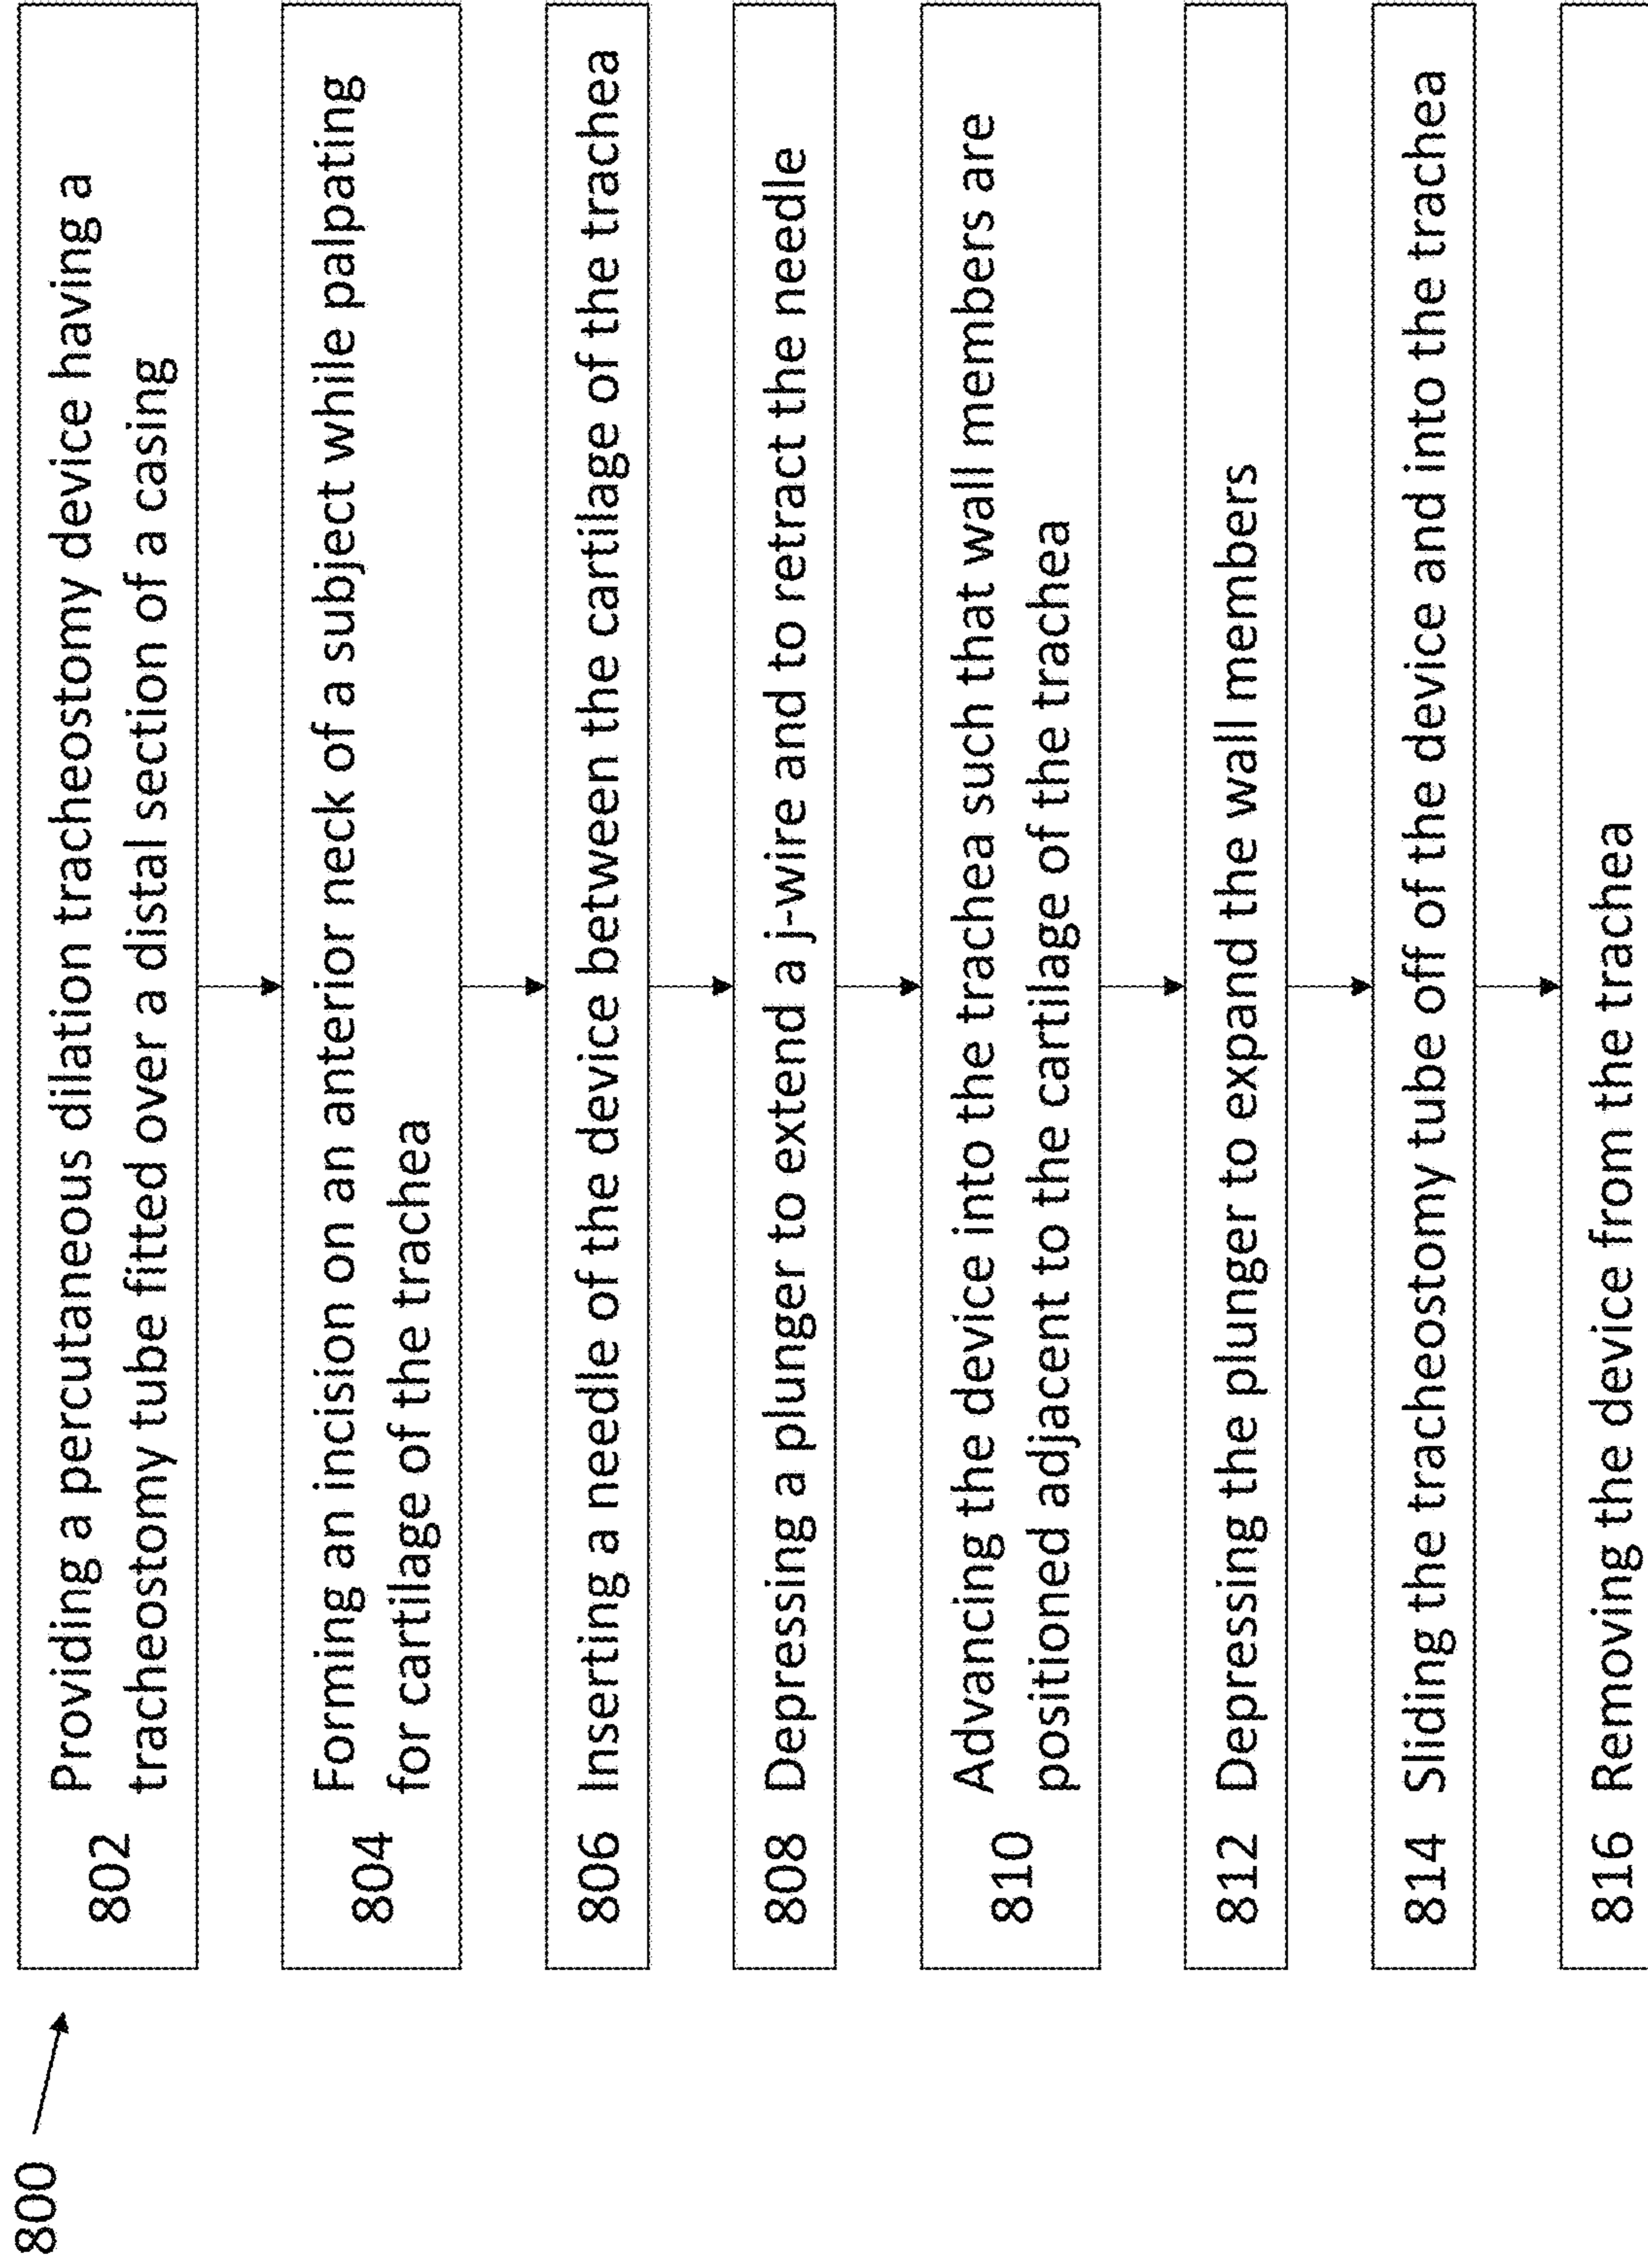 800
802 Providing a percutaneous dilation tracheostomy device having a
tracheostomy tube fitted over a distal section of a casing
804 Forming an incision on an anterior neck of a subject while palpating
for cartilage of the trachea
806 Inserting a needle of the device between the cartilage of the trachea
808 Depressing a plunger to extend a j-wire and to retract the needle
810 Advancing the device into the trachea such that wall members are
positioned adjacent to the cartilage of the trachea
812 Depressing the plunger to expand the wall members
814 Sliding the tracheostomy tube off of the device and into the trachea
816 Removing the device from the trachea